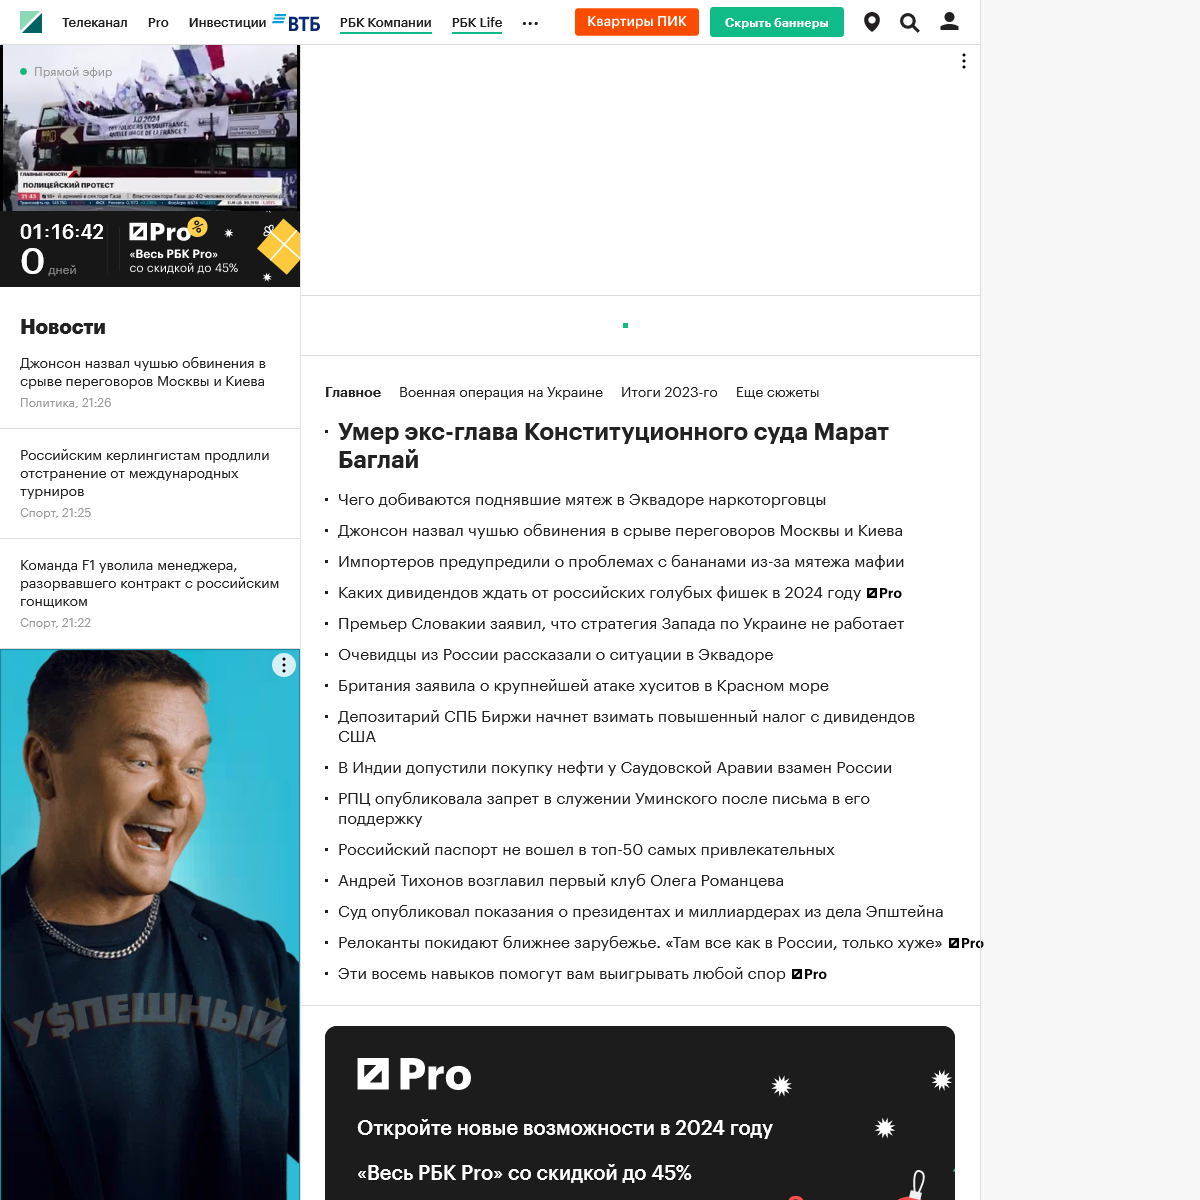 Телеканал
Pro
Инвестиции
ВТБ
РБК Компании
РБК Life
Квартиры ПИК
Скрыть баннеры
Прямой эфир
ГЛАВНЫЕ НОВОСТИ
ПОЛИЦЕЙСКИЙ ПРОТЕСТ
01:16:42
0 дней
Pro %
«Весь РБК Pro»
со скидкой до 45%
Новости
Джонсон назвал чушью обвинения в
срыве переговоров Москвы и Киева
Политика, 21:26
Российским керлингистам продлили
отстранение от международных
турниров
Спорт, 21:25
Команда F1 уволила менеджера,
разорвавшего контракт с российским
гонщиком
Спорт, 21:22
У$ПЕШНЫЙ
Главное
Военная операция на Украине
Итоги 2023-го
Еще сюжеты
Умер экс-глава Конституционного суда Марат
Баглай
Чего добиваются поднявшие мятеж в Эквадоре наркоторговцы
Джонсон назвал чушью обвинения в срыве переговоров Москвы и Киева
Импортеров предупредили о проблемах с бананами из-за мятежа мафии
Каких дивидендов ждать от российских голубых фишек в 2024 году Pro
Премьер Словакии заявил, что стратегия Запада по Украине не работает
Очевидцы из России рассказали о ситуации в Эквадоре
Британия заявила о крупнейшей атаке хуситов в Красном море
Депозитарий СПБ Биржи начнет взимать повышенный налог с дивидендов
США
В Индии допустили покупку нефти у Саудовской Аравии взамен России
РПЦ опубликовала запрет в служении Уминского после письма в его
поддержку
Российский паспорт не вошел в топ-50 самых привлекательных
Андрей Тихонов возглавил первый клуб Олега Романцева
Суд опубликовал показания о президентах и миллиардерах из дела Эпштейна
Релоканты покидают ближнее зарубежье. «Там все как в России, только хуже» Pro
Эти восемь навыков помогут вам выигрывать любой спор Pro
Pro
Откройте новые возможности в 2024 году
«Весь РБК Pro» со скидкой до 45%